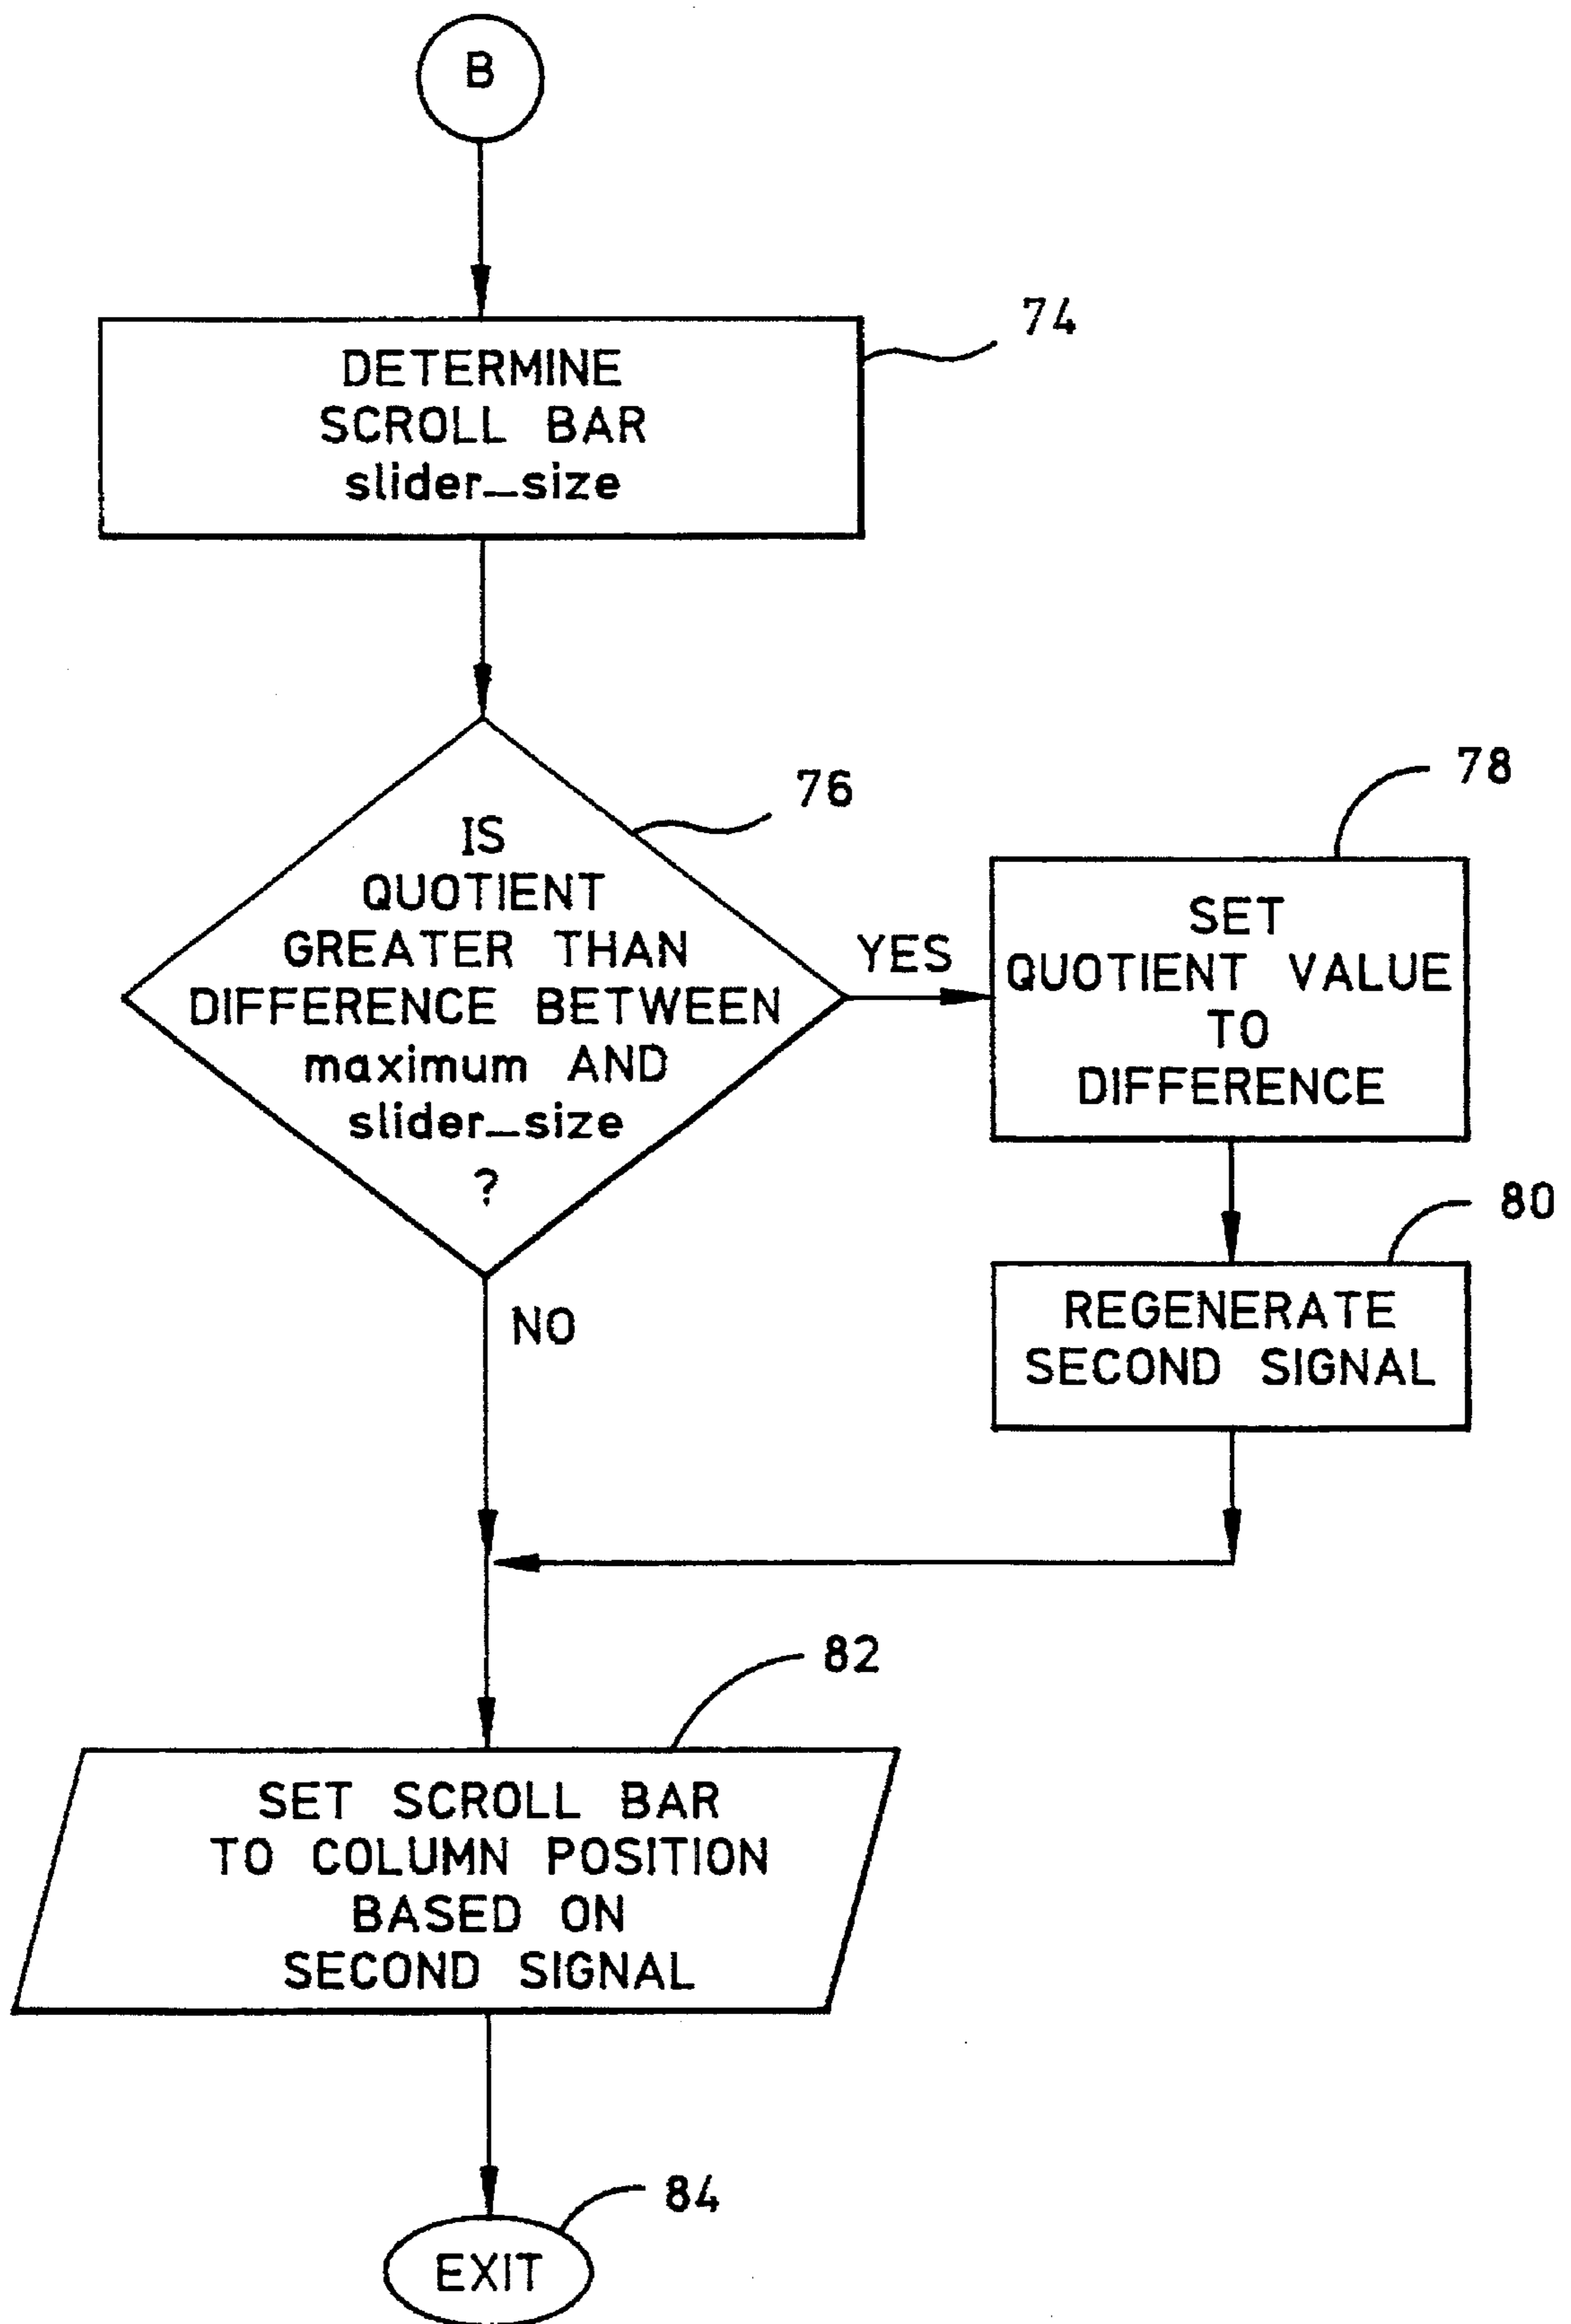 B
74
DETERMINE
SCROLL BAR
slider_size
76
IS
QUOTIENT
GREATER THAN
DIFFERENCE BETWEEN
maximum AND
slider_size
?
YES
78
SET
QUOTIENT VALUE
TO
DIFFERENCE
80
REGENERATE
SECOND SIGNAL
NO
82
SET SCROLL BAR
TO COLUMN POSITION
BASED ON
SECOND SIGNAL
84
EXIT